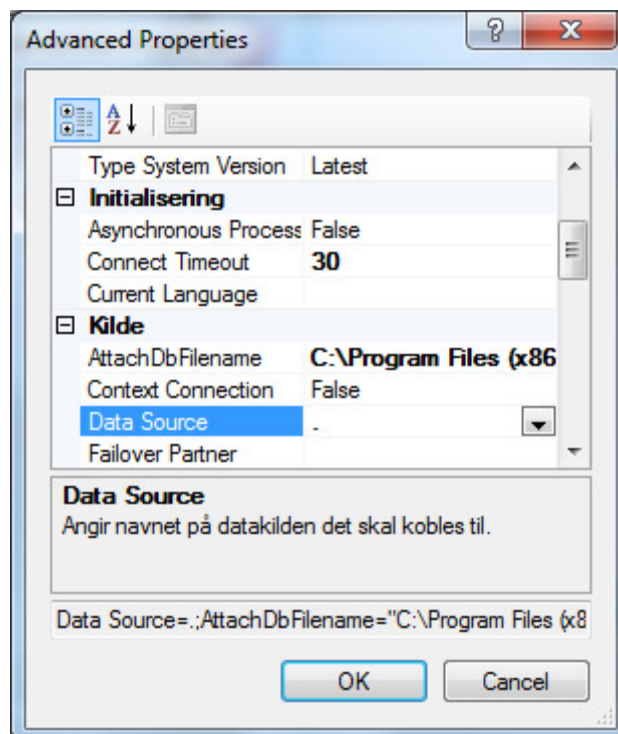 Advanced Properties
Type System Version Latest
Initialisering
Asynchronous Process False
Connect Timeout 30
Current Language
Kilde
AttachDbFilename C:\Program Files (x86
Context Connection False
Data Source .
Failover Partner
Data Source
Angir navnet på datakilden det skal kobles til.
Data Source=.;AttachDbFilename="C:\Program Files (x8
OK Cancel